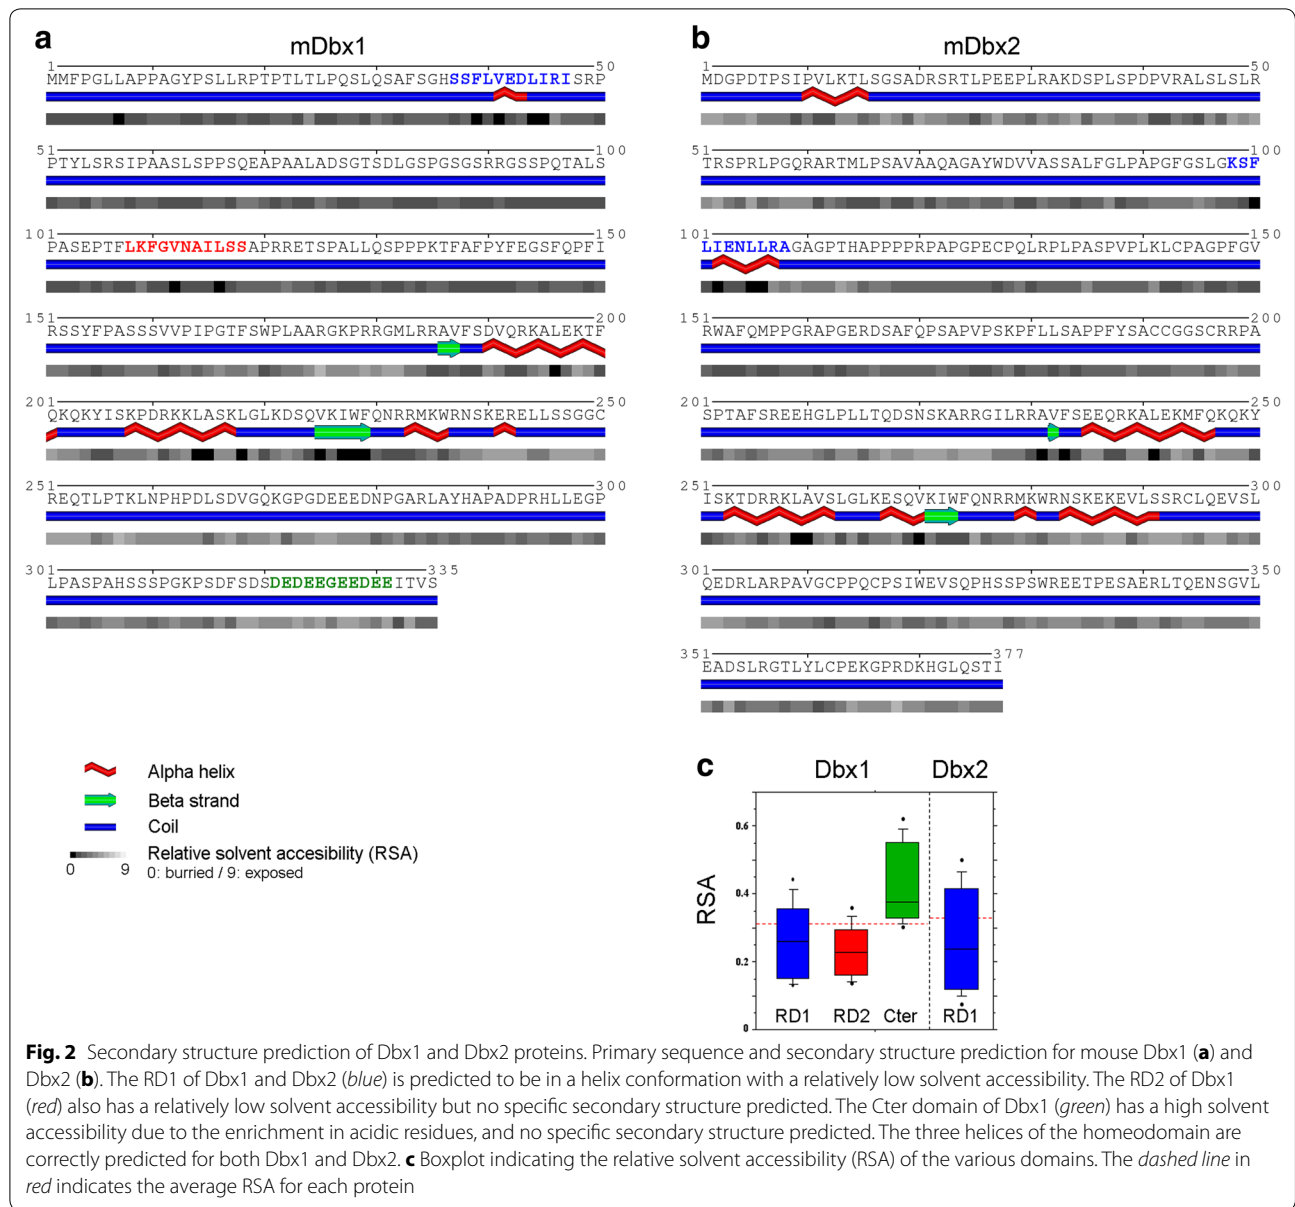 a
mDbx1
1 50
MMFPGLLAPPAGYPSLLRPTPTLTLPQSLQSAFSGHSSFLVEDLIRISRP
51 100
PTYLSRSIPAASLSPPSQEAPAALADSGTSDLGSPGSGSRRGSSPQTALS
101 150
PASEPTFLKFGVNAILSSAPRRETSPALLQSPPPKTFAFPYFEGSFQPFI
151 200
RSSYFPASSSVVPIPGTFSWPLAARGKPRRGMLRRAVFSDVQRKALEKTF
201 250
QKQKYISKPDRKKLASKLGLKDSQVKIWFQNRRMKWRNSKERELLSSGGC
251 300
REQTLPTKLNPHPDLSDVGQKGPGDEEEDNPGARLAYHAPADPRHLLEGP
301 335
LPASPAHSSSPGKPSDFSDSDEDEEGEEDEEITVS
b
mDbx2
1 50
MDGPDTPSIPVLKTLSGSADRSRTLPEEPLRAKDSPLSPDPVRALSLSLR
51 100
TRSPRLPGQRARTMLPSAVAAQAGAYWDVVASSALFGLPAPGFGSLGKSF
101 150
LIENLLRAGAGPTHAPPPPRPAPGPECPQLRPLPASPVPLKLCPAGPFGV
151 200
RWAFQMPPGRAPGERDSAFQPSAPVPSKPFLLSAPPFYSACCGGSCRRPA
201 250
SPTAFSREEHGLPLLTQDSNSKARRGILRRAVFSEEQRKALEKMFQKQKY
251 300
ISKTDRRKLAVSLGLKESQVKIWFQNRRMKWRNSKEKEVLSSRCLQEVSL
301 350
QEDRLARPAVGCPPQCPSIWEVSQPHSSPSWREETPESAERLTQENSGVL
351 377
EADSLRGTLYLCPEKGPRDKHGLQSTI
Alpha helix
Beta strand
Coil
Relative solvent accesibility (RSA)
0 9 0: burried / 9: exposed
c
Dbx1 Dbx2
RSA
0.6
0.4
0.2
0
RD1 RD2 Cter RD1
Fig. 2 Secondary structure prediction of Dbx1 and Dbx2 proteins. Primary sequence and secondary structure prediction for mouse Dbx1 (a) and
Dbx2 (b). The RD1 of Dbx1 and Dbx2 (blue) is predicted to be in a helix conformation with a relatively low solvent accessibility. The RD2 of Dbx1
(red) also has a relatively low solvent accessibility but no specific secondary structure predicted. The Cter domain of Dbx1 (green) has a high solvent
accessibility due to the enrichment in acidic residues, and no specific secondary structure predicted. The three helices of the homeodomain are
correctly predicted for both Dbx1 and Dbx2. c Boxplot indicating the relative solvent accessibility (RSA) of the various domains. The dashed line in
red indicates the average RSA for each protein